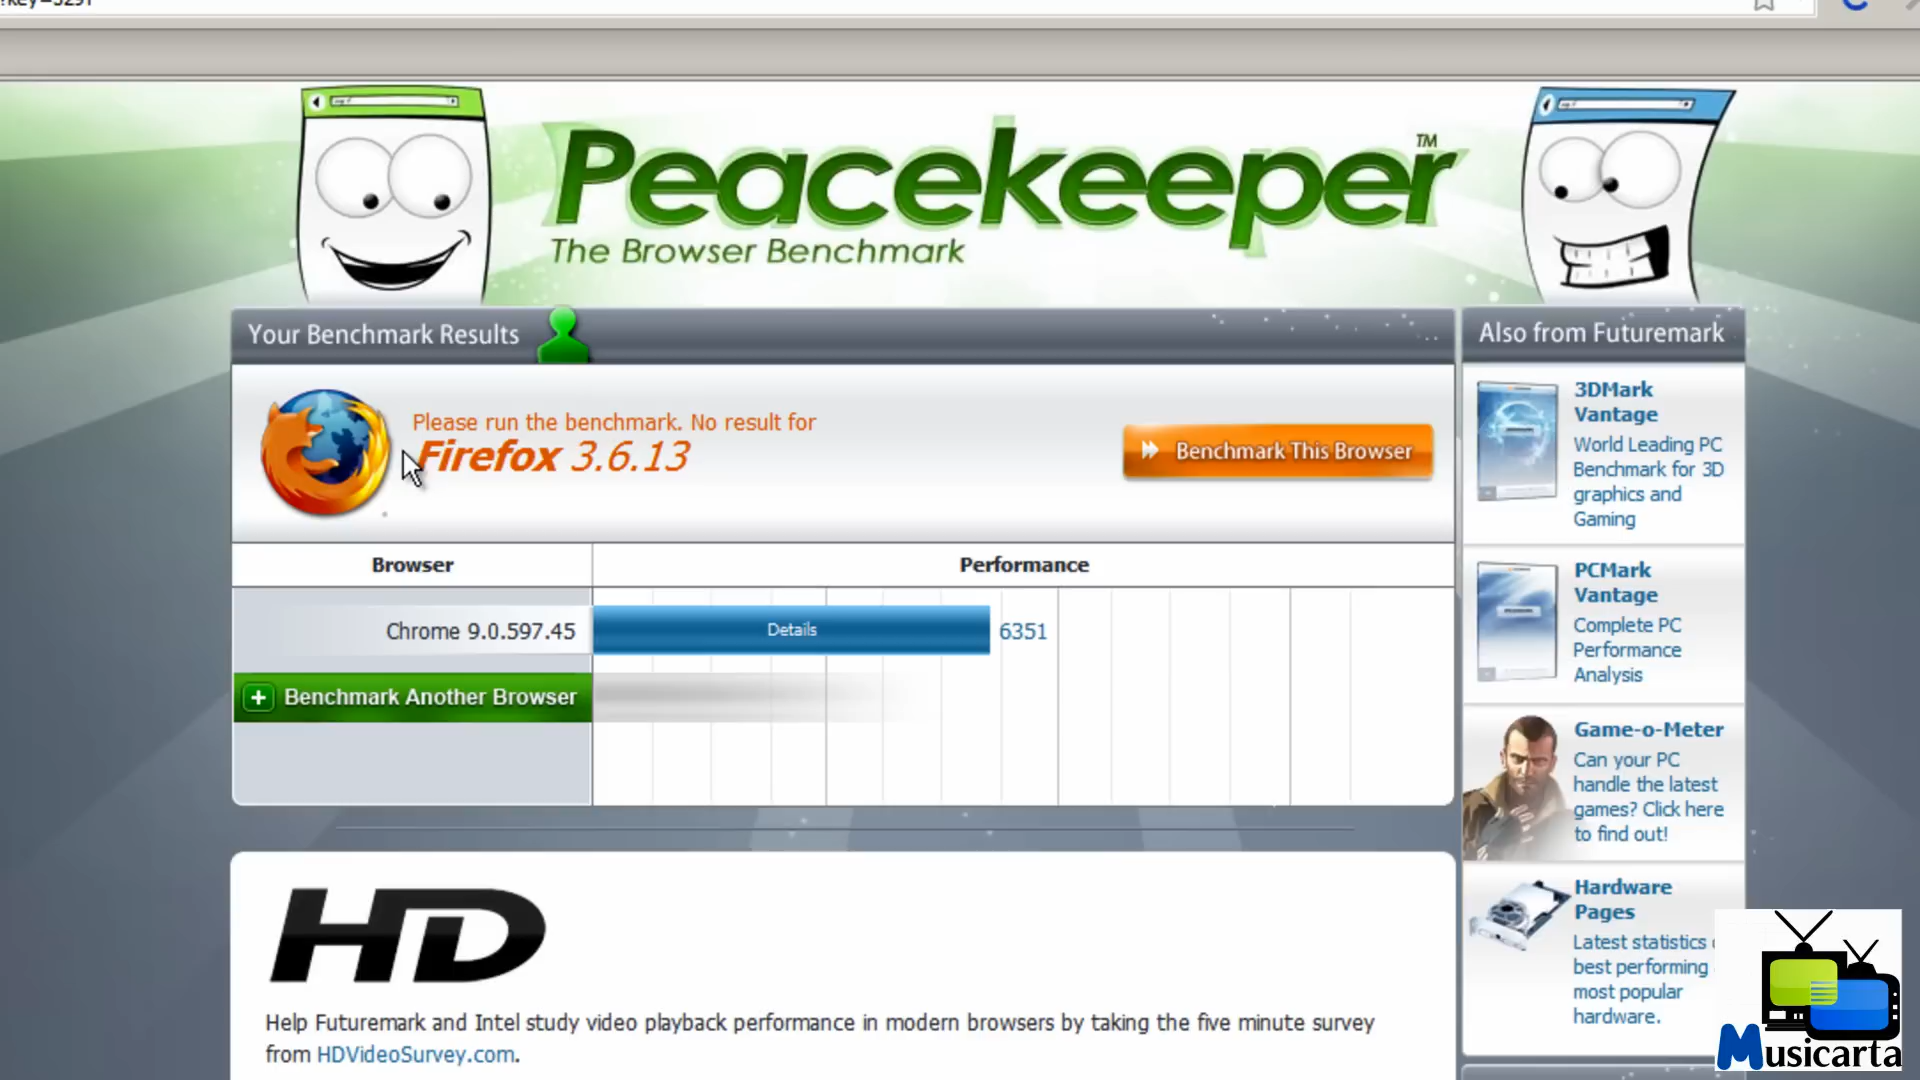 Peacekeeper™
The Browser Benchmark
Your Benchmark Results
Please run the benchmark. No result for
Firefox 3.6.13
Benchmark This Browser
Browser
Performance
Chrome 9.0.597.45
Details
6351
Benchmark Another Browser
HD
Help Futuremark and Intel study video playback performance in modern browsers by taking the five minute survey
from HDVideoSurvey.com.
Also from Futuremark
3DMark
Vantage
World Leading PC
Benchmark for 3D
graphics and
Gaming
PCMark
Vantage
Complete PC
Performance
Analysis
Game-o-Meter
Can your PC
handle the latest
games? Click here
to find out!
Hardware
Pages
Latest statistics
best performing
most popular
hardware.
Musicarta